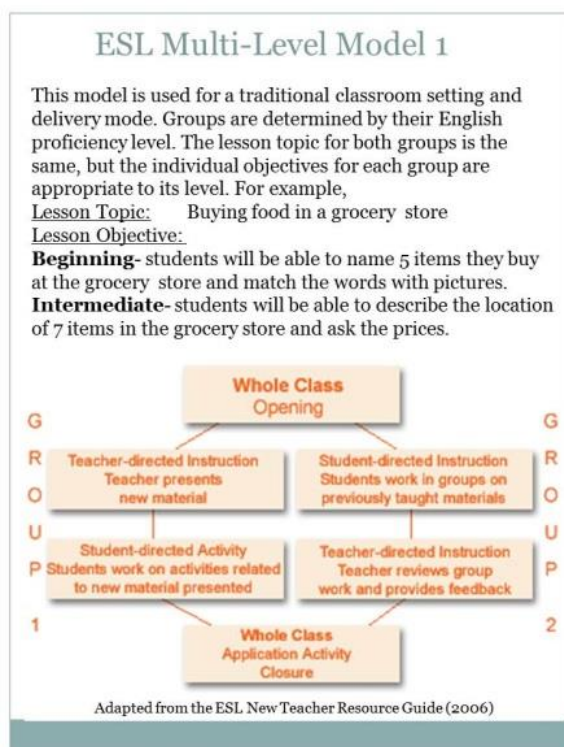 ESL Multi-Level Model 1
This model is used for a traditional classroom setting and
delivery mode. Groups are determined by their English
proficiency level. The lesson topic for both groups is the
same, but the individual objectives for each group are
appropriate to its level. For example,
Lesson Topic: Buying food in a grocery store
Lesson Objective:
Beginning- students will be able to name 5 items they buy
at the grocery store and match the words with pictures.
Intermediate- students will be able to describe the location
of 7 items in the grocery store and ask the prices.
Whole Class
Opening
GROUP 1
Teacher-directed Instruction
Teacher presents
new material
Student-directed Activity
Students work on activities related
to new material presented
Student-directed Instruction
Students work in groups on
previously taught materials
Teacher-directed Instruction
Teacher reviews group
work and provides feedback
GROUP 2
Whole Class
Application Activity
Closure
Adapted from the ESL New Teacher Resource Guide (2006)